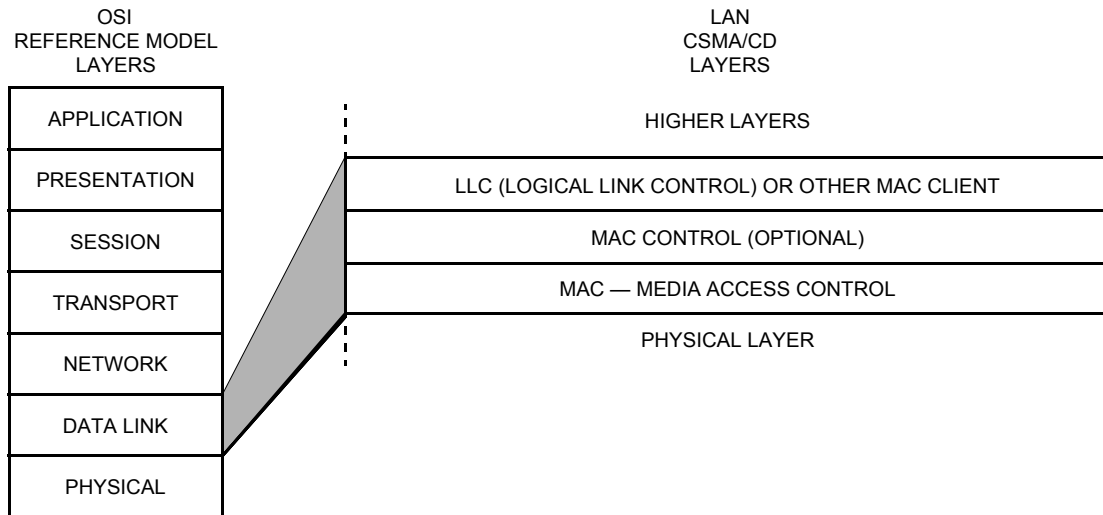 OSI
REFERENCE MODEL
LAYERS
APPLICATION
PRESENTATION
SESSION
TRANSPORT
NETWORK
DATA LINK
PHYSICAL
LAN
CSMA/CD
LAYERS
HIGHER LAYERS
LLC (LOGICAL LINK CONTROL) OR OTHER MAC CLIENT
MAC CONTROL (OPTIONAL)
MAC — MEDIA ACCESS CONTROL
PHYSICAL LAYER